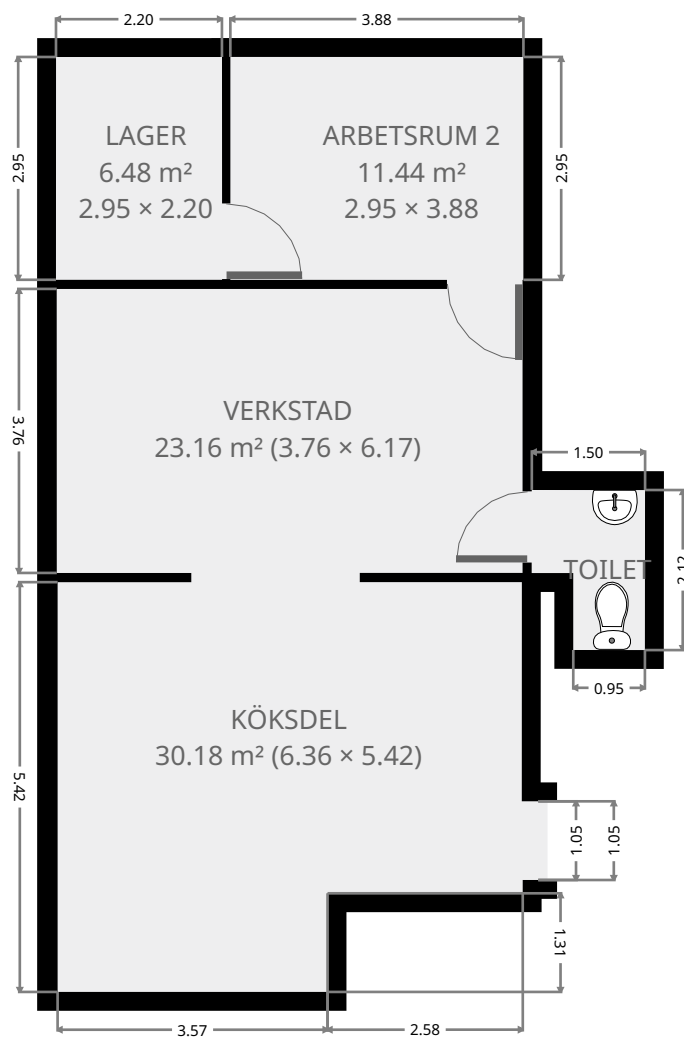 2.20
3.88
2.95
2.95
LAGER
6.48 m²
2.95 × 2.20
ARBETSRUM 2
11.44 m²
2.95 × 3.88
3.76
VERKSTAD
23.16 m² (3.76 × 6.17)
1.50
TOILET
2.12
0.95
KÖKSDEL
30.18 m² (6.36 × 5.42)
5.42
1.05
1.05
1.31
3.57
2.58